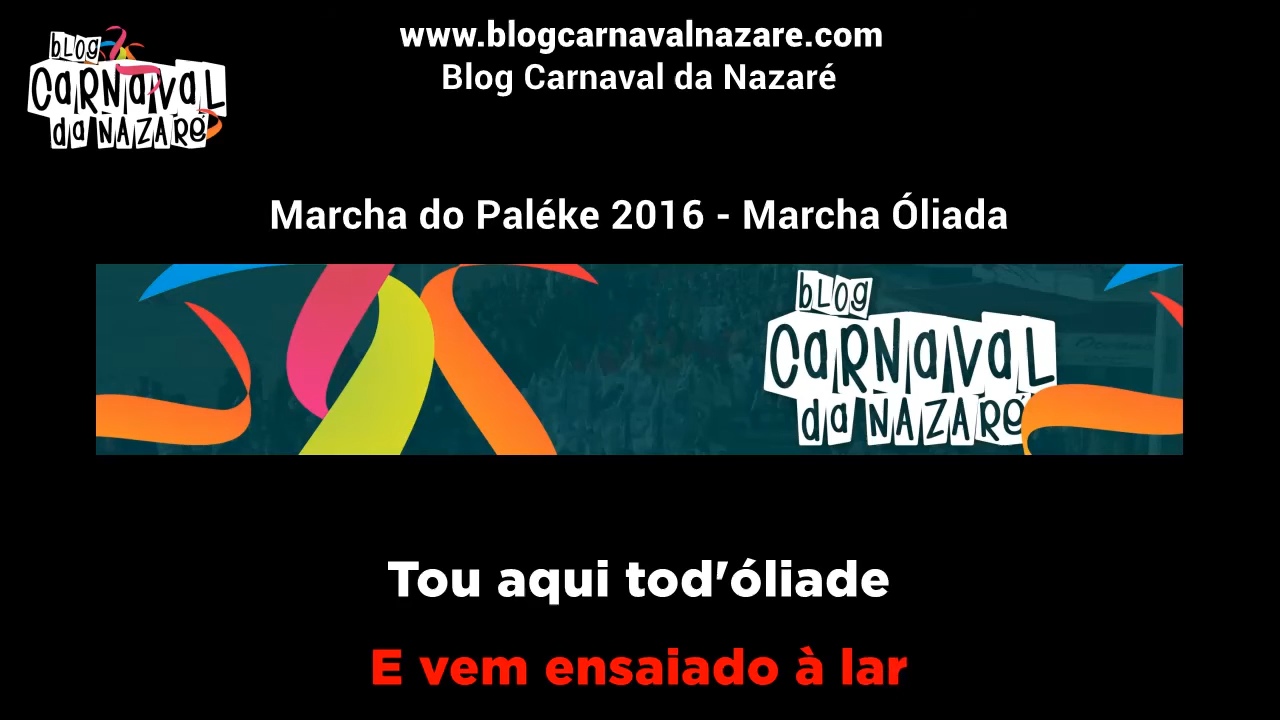 www.blogcarnavalnazare.com
Blog Carnaval da Nazaré
BLOG
CARNAVAL
da NAZARÉ
Marcha do Paléke 2016 - Marcha Óliada
BLOG
CARNAVAL
da NAZARÉ
Tou aqui tod'óliade
E vem ensaiado à lar